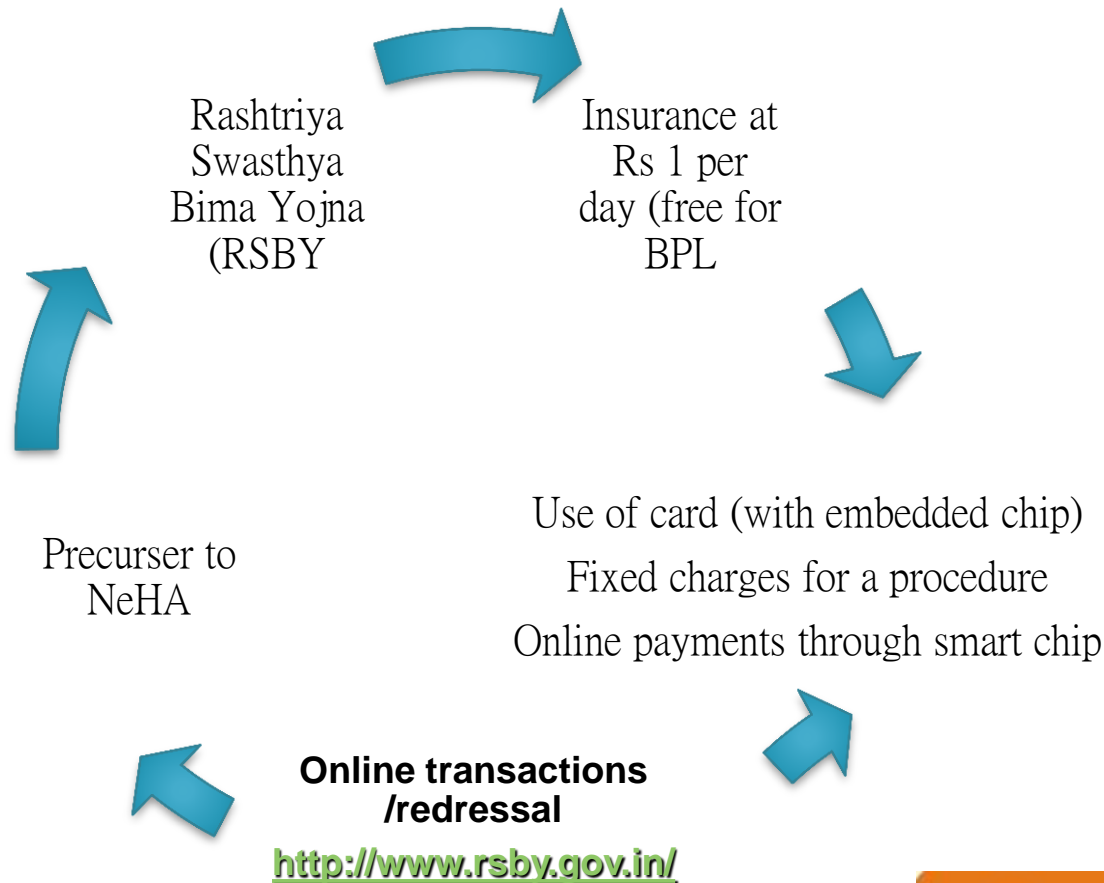 Rashtriya
Swasthya
Bima Yojna
(RSBY
Insurance at
Rs 1 per
day (free for
BPL
Use of card (with embedded chip)
Fixed charges for a procedure
Online payments through smart chip
Online transactions
/redressal
http://www.rsby.gov.in/
Precurser to
NeHA